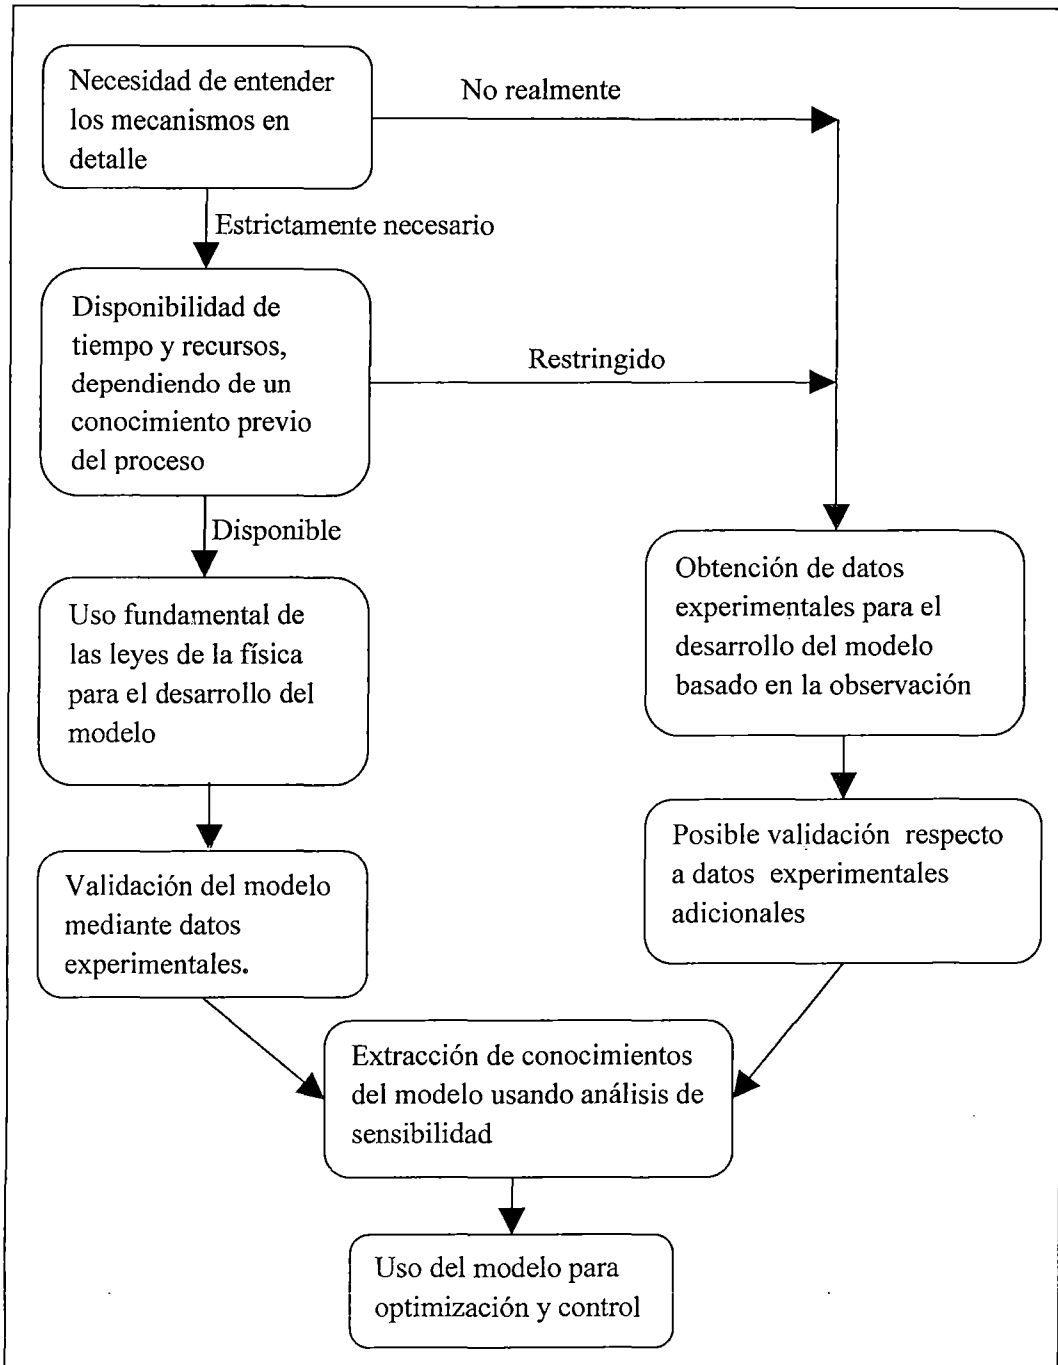 Necesidad de entender
los mecanismos en
detalle
No realmente
Estrictamente necesario
Disponibilidad de
tiempo y recursos,
dependiendo de un
conocimiento previo
del proceso
Restringido
Disponible
Uso fundamental de
las leyes de la física
para el desarrollo del
modelo
Obtención de datos
experimentales para el
desarrollo del modelo
basado en la observación
Validación del modelo
mediante datos
experimentales.
Posible validación respecto
a datos experimentales
adicionales
Extracción de conocimientos
del modelo usando análisis de
sensibilidad
Uso del modelo para
optimización y control